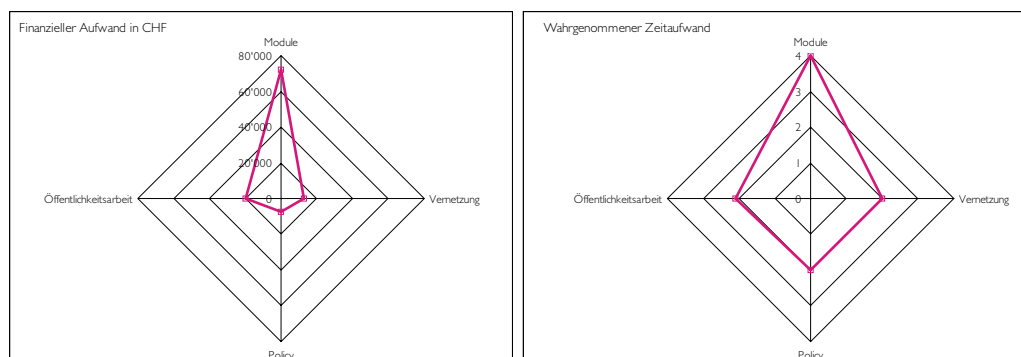 Finanzieller Aufwand in CHF
Module
80'000
60'000
40'000
20'000
0
Öffentlichkeitsarbeit
Vernetzung
Policy
Wahrgenommener Zeitaufwand
Module
4
3
2
1
0
Öffentlichkeitsarbeit
Vernetzung
Policy